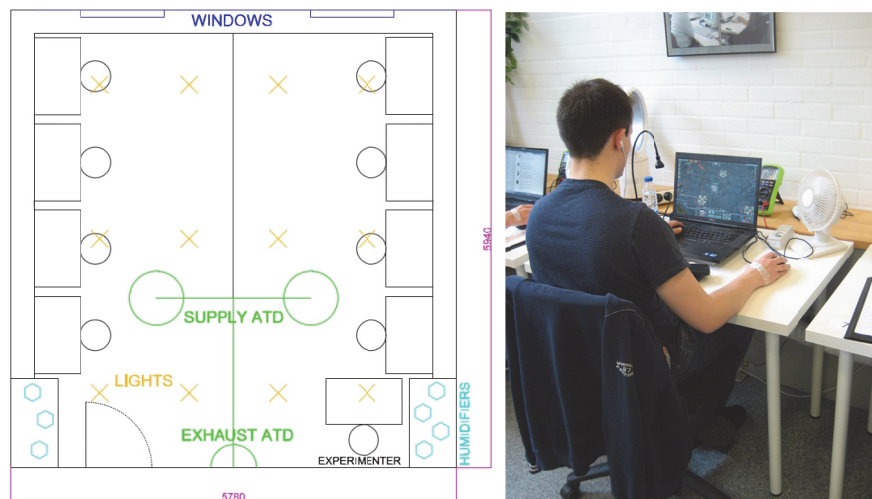 WINDOWS
5940
SUPPLY ATD
LIGHTS
EXHAUST ATD
HUMIDIFIERS
EXPERIMENTER
5780